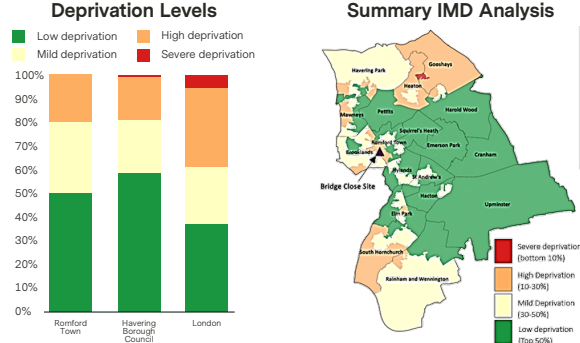 Deprivation Levels
Low deprivation
High deprivation
Mild deprivation
Severe deprivation
100%
90%
80%
70%
60%
50%
40%
30%
20%
10%
0%
Romford
Town
Havering
Borough
Council
London
Summary IMD Analysis
Gooshays
Havering Park
Heaton
Mawneys
Pettits
Harold Wood
Squirrel's Heath
Romford Town
Emerson Park
Brooklands
Cranham
Hylands
St Andrew's
Bridge Close Site
Hacton
Upminster
Elm Park
South Hornchurch
Rainham and Wennington
Severe deprivation
(bottom 10%)
High Deprivation
(10-30%)
Mild Deprivation
(30-50%)
Low deprivation
(Top 50%)